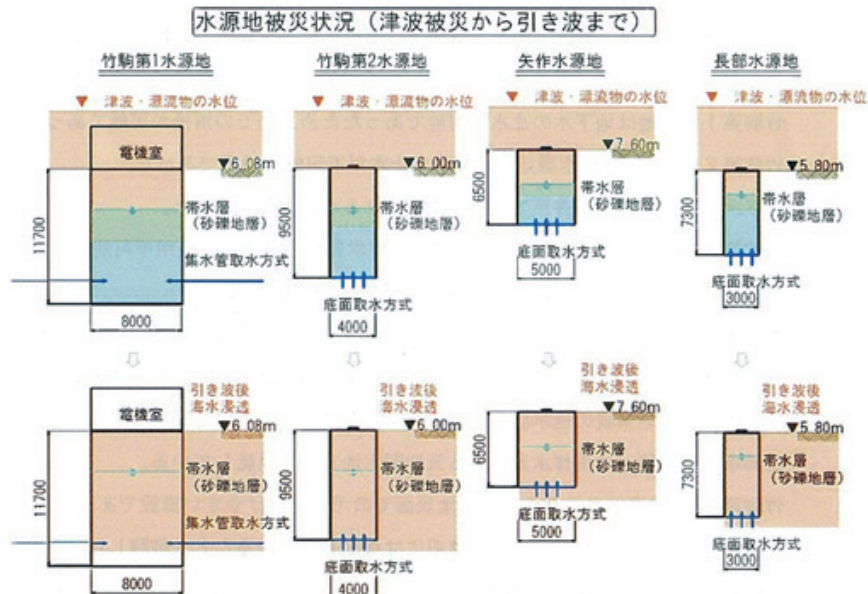 水源地被災状況（津波被災から引き波まで）
竹駒第1水源地
竹駒第2水源地
矢作水源地
長部水源地
▼ 津波・漂流物の水位
▼ 津波・漂流物の水位
▼ 津波・漂流物の水位
▼ 津波・漂流物の水位
電機室
▼6.08m
11700
帯水層
（砂礫地層）
集水管取水方式
8000
▼6.00m
9500
帯水層
（砂礫地層）
底面取水方式
4000
▼7.60m
6500
帯水層
（砂礫地層）
底面取水方式
5000
▼5.80m
7300
帯水層
（砂礫地層）
底面取水方式
3000
電機室
引き波後
海水浸透
▼6.08m
11700
帯水層
（砂礫地層）
集水管取水方式
8000
引き波後
海水浸透
▼6.00m
9500
帯水層
（砂礫地層）
底面取水方式
4000
引き波後
海水浸透
▼7.60m
6500
帯水層
（砂礫地層）
底面取水方式
5000
引き波後
海水浸透
▼5.80m
7300
帯水層
（砂礫地層）
底面取水方式
3000